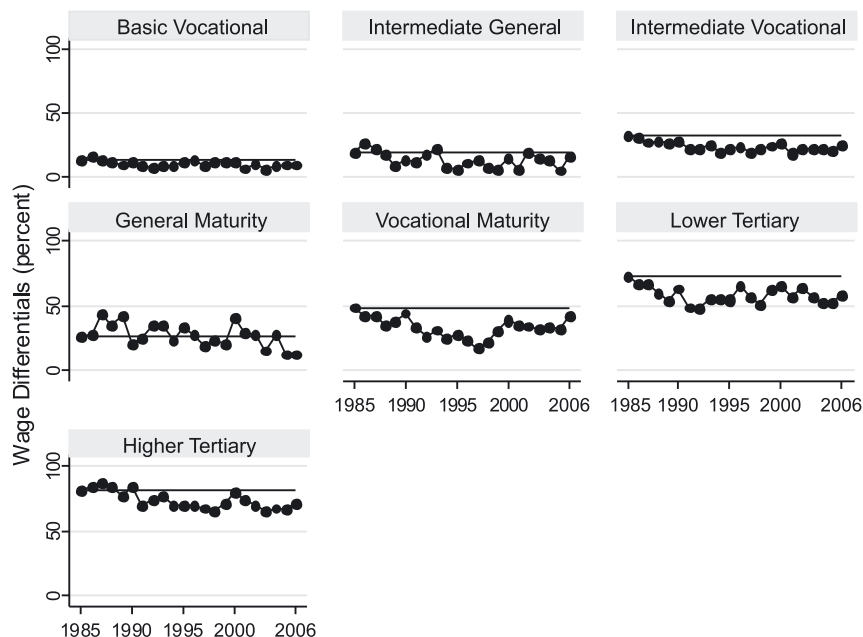 Basic Vocational
Intermediate General
Intermediate Vocational
100
50
0
General Maturity
Vocational Maturity
Lower Tertiary
100
50
0
1985 1990 1995 2000 2006
1985 1990 1995 2000 2006
Higher Tertiary
100
50
0
1985 1990 1995 2000 2006
Wage Differentials (percent)